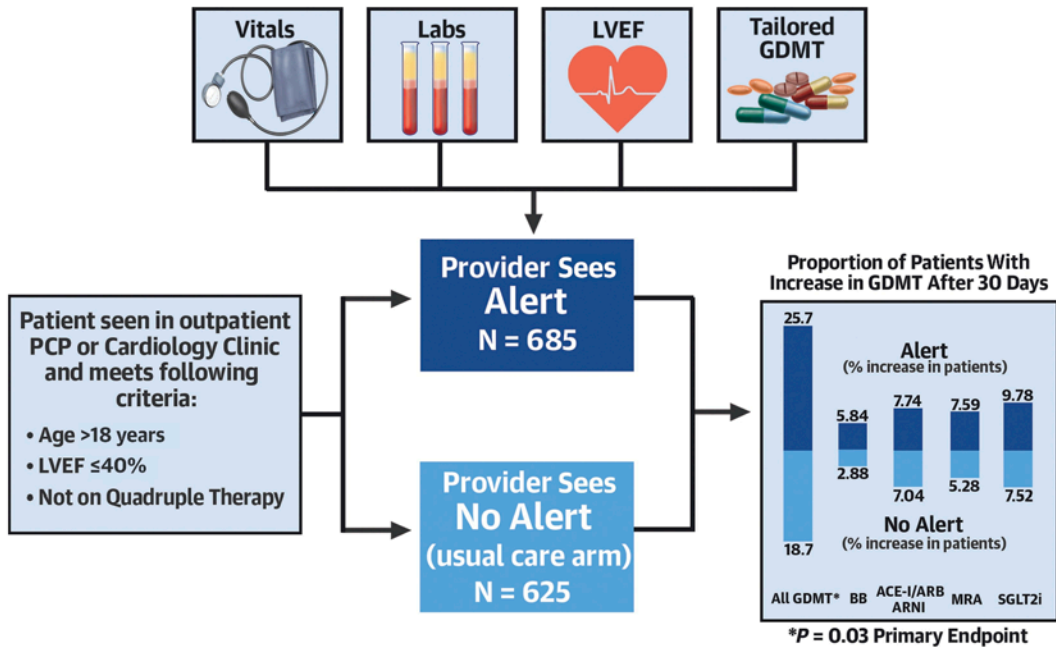 Vitals
Labs
LVEF
Tailored
GDMT
Patient seen in outpatient
PCP or Cardiology Clinic
and meets following
criteria:
• Age >18 years
• LVEF ≤40%
• Not on Quadruple Therapy
Provider Sees
Alert
N = 685
Provider Sees
No Alert
(usual care arm)
N = 625
Proportion of Patients With
Increase in GDMT After 30 Days
25.7
Alert
(% increase in patients)
5.84
7.74
7.59
9.78
2.88
7.04
5.28
7.52
No Alert
(% increase in patients)
18.7
All GDMT*
BB
ACE-I/ARB
ARNI
MRA
SGLT2i
*P = 0.03 Primary Endpoint